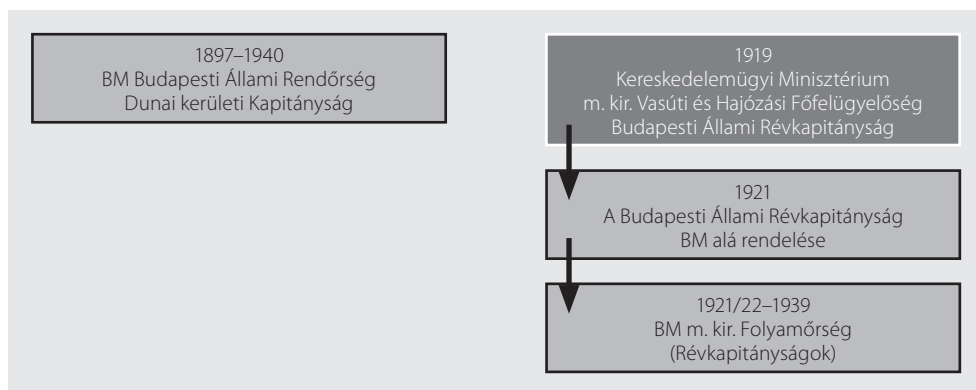 1897–1940
BM Budapesti Állami Rendőrség
Dunai kerületi Kapitányság
1919
Kereskedelemügyi Minisztérium
m. kir. Vasúti és Hajózási Főfelügyelőség
Budapesti Állami Révkapitányság
1921
A Budapesti Állami Révkapitányság
BM alá rendelése
1921/22–1939
BM m. kir. Folyamőrség
(Révkapitányságok)